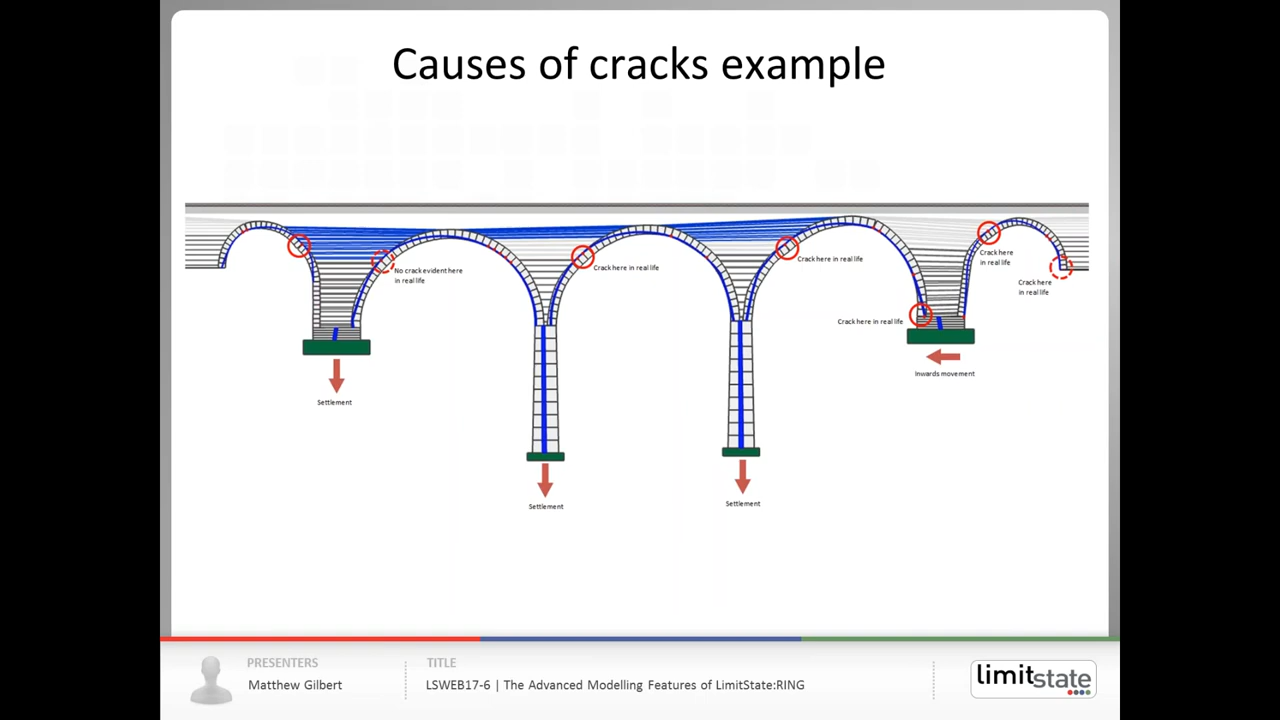 Causes of cracks example
No crack evident here
in real life
Crack here in real life
Crack here in real life
Crack here
in real life
Crack here
in real life
Crack here in real life
Inwards movement
Settlement
Settlement
Settlement
PRESENTERS
Matthew Gilbert
TITLE
LSWEB17-6 | The Advanced Modelling Features of LimitState:RING
limitstate